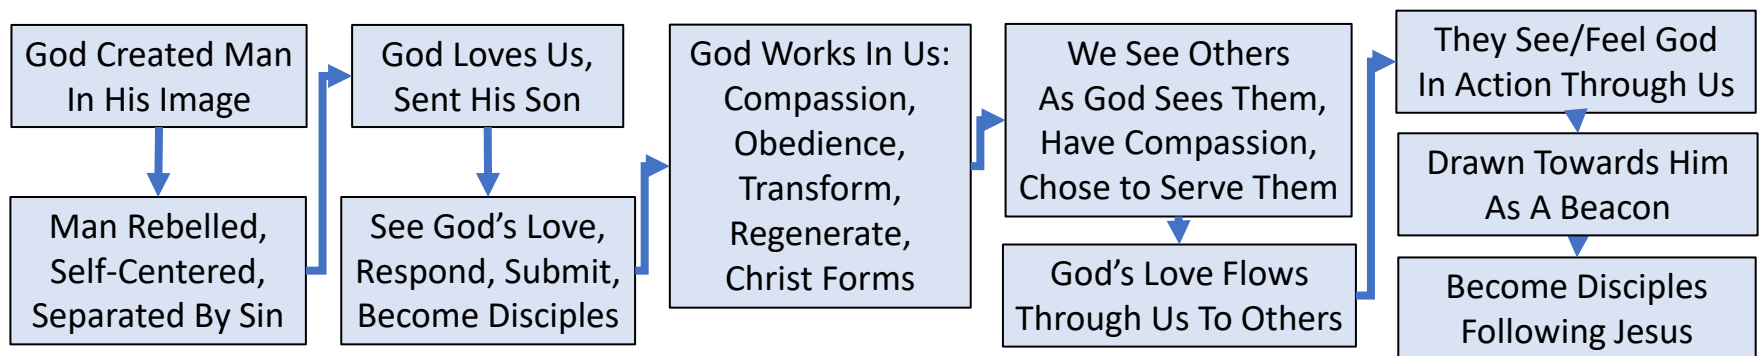 God Created Man
In His Image
Man Rebelled,
Self-Centered,
Separated By Sin
God Loves Us,
Sent His Son
See God’s Love,
Respond, Submit,
Become Disciples
God Works In Us:
Compassion,
Obedience,
Transform,
Regenerate,
Christ Forms
We See Others
As God Sees Them,
Have Compassion,
Chose to Serve Them
God’s Love Flows
Through Us To Others
They See/Feel God
In Action Through Us
Drawn Towards Him
As A Beacon
Become Disciples
Following Jesus